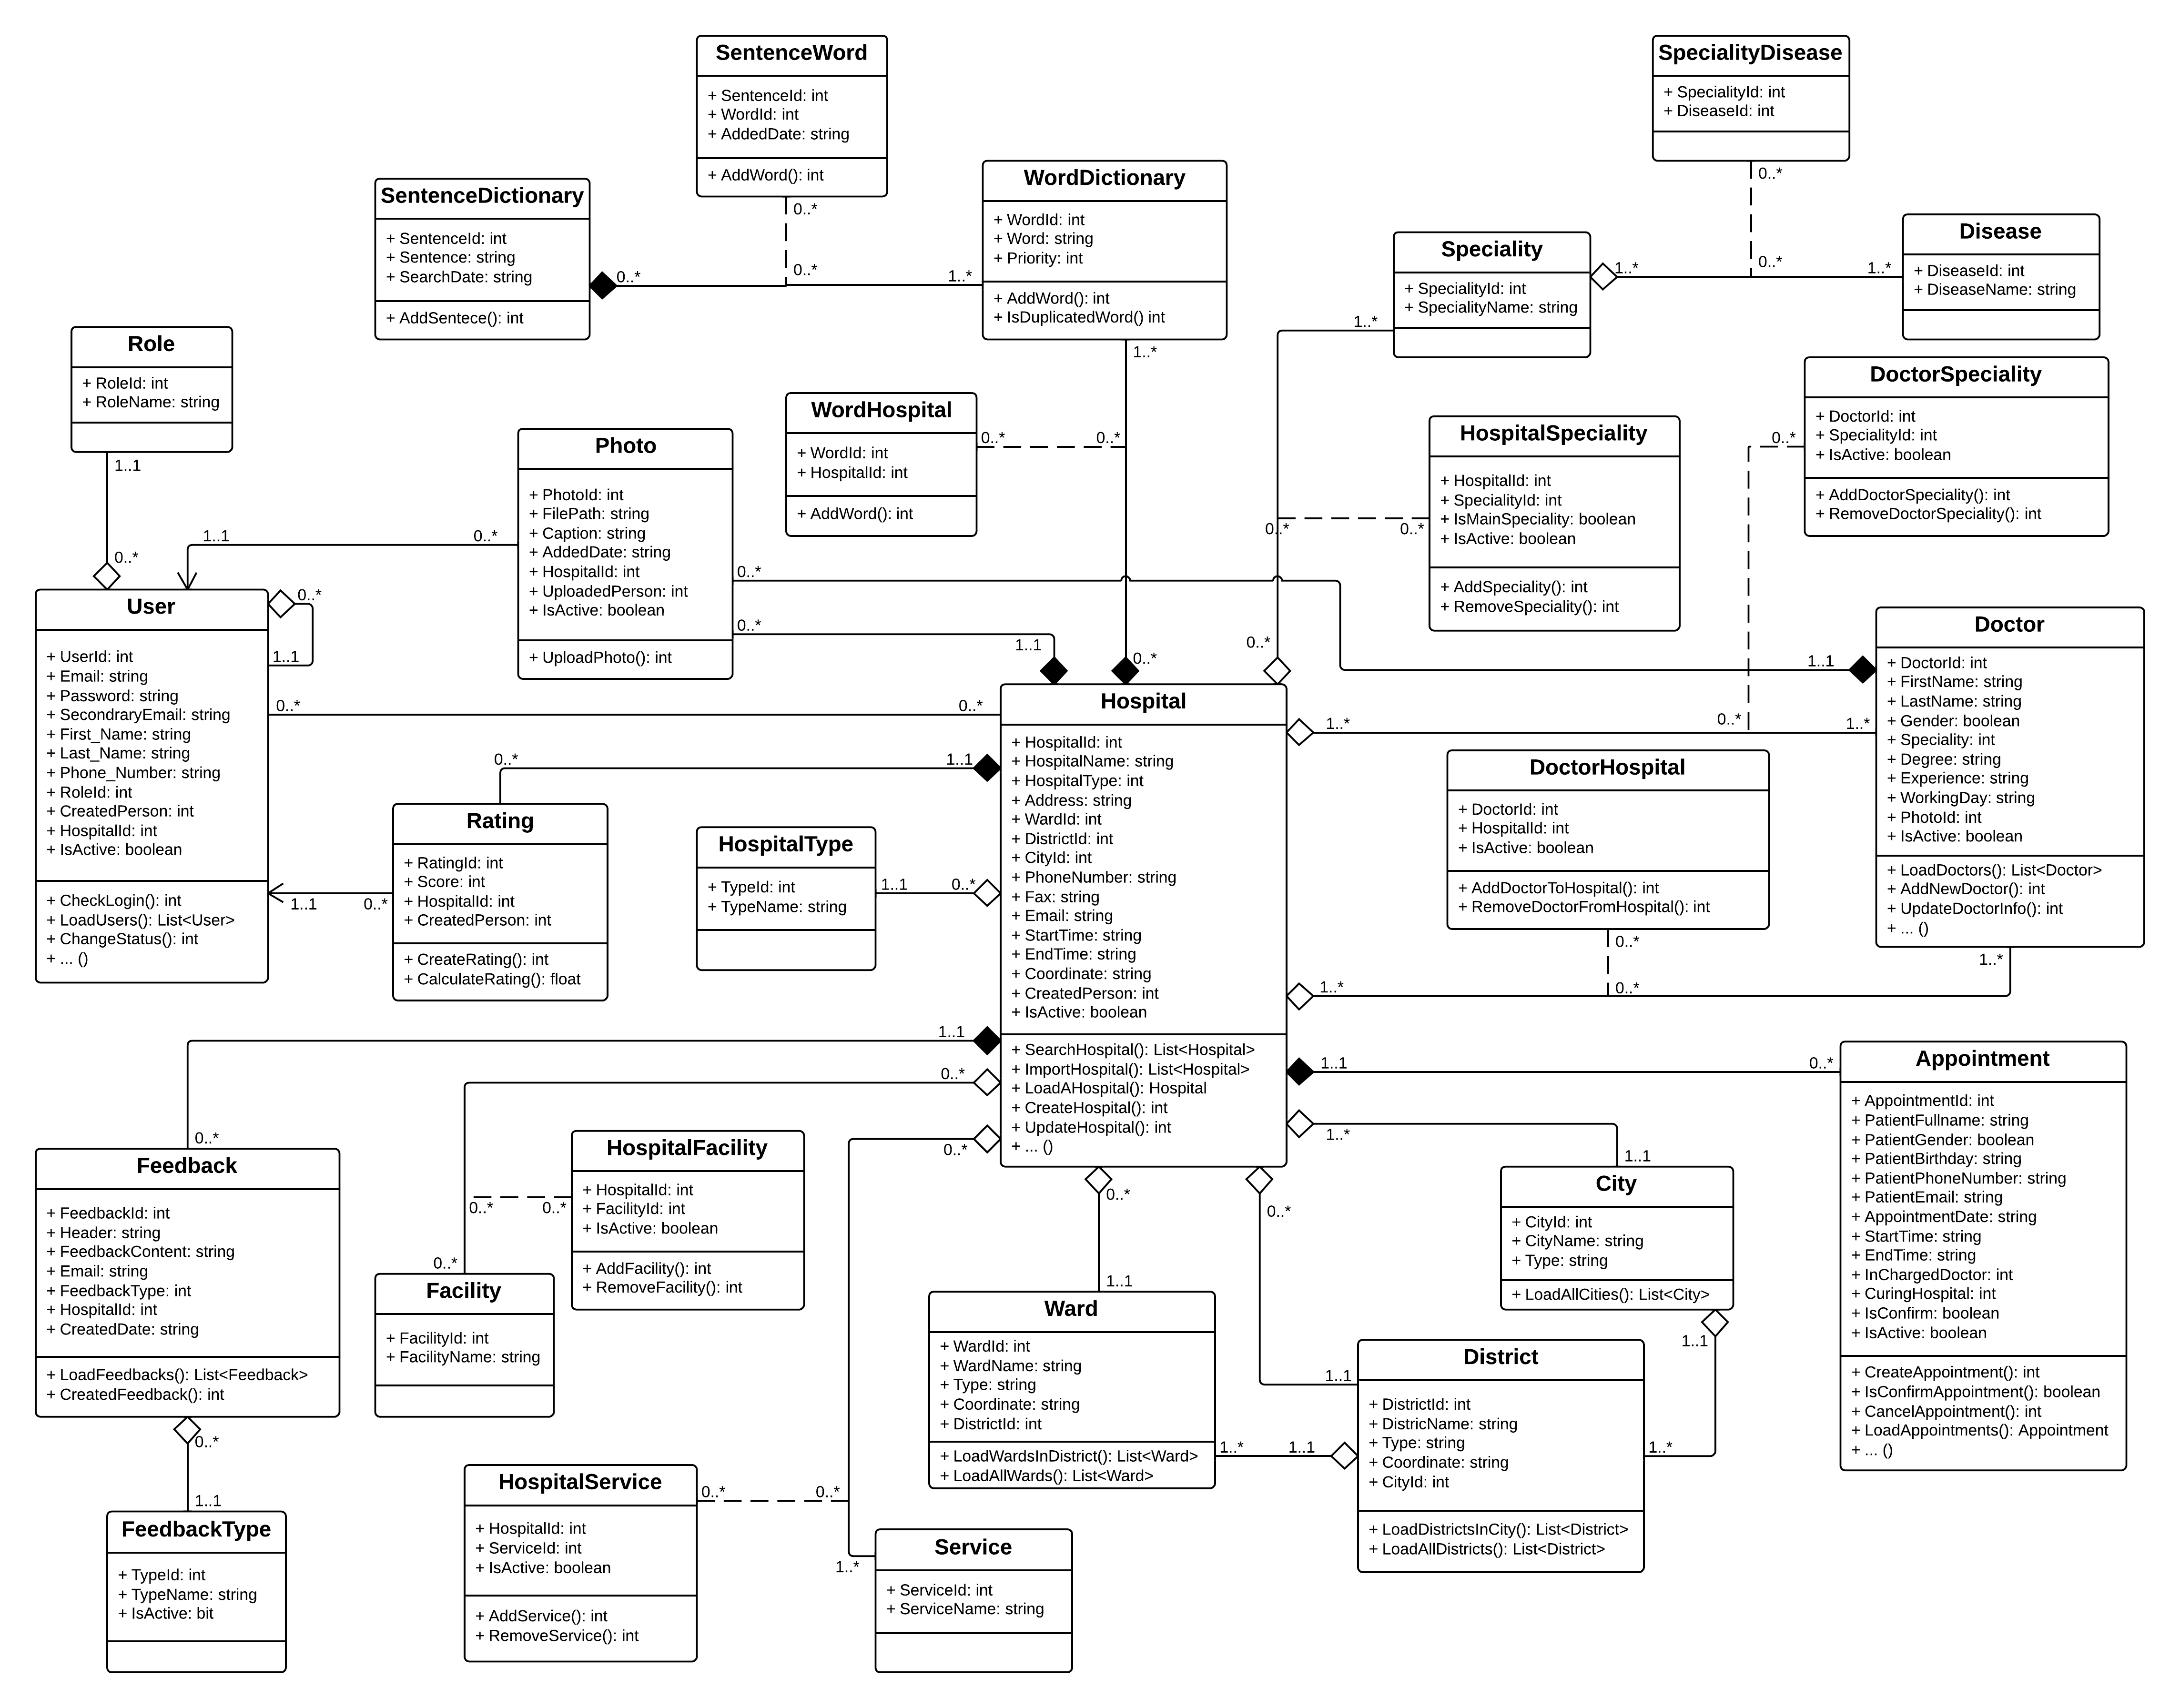 SentenceWord
+ SentenceId: int
+ WordId: int
+ AddedDate: string
+ AddWord(): int
0..*
0..*
SpecialityDisease
+ SpecialityId: int
+ DiseaseId: int
0..*
0..*
SentenceDictionary
+ SentenceId: int
+ Sentence: string
+ SearchDate: string
+ AddSentece(): int
0..*
1..*
WordDictionary
+ WordId: int
+ Word: string
+ Priority: int
+ AddWord(): int
+ IsDuplicatedWord() int
1..*
Speciality
+ SpecialityId: int
+ SpecialityName: string
1..*
1..*
1..*
Disease
+ DiseaseId: int
+ DiseaseName: string
Role
+ RoleId: int
+ RoleName: string
1..1
0..*
Photo
+ PhotoId: int
+ FilePath: string
+ Caption: string
+ AddedDate: string
+ HospitalId: int
+ UploadedPerson: int
+ IsActive: boolean
+ UploadPhoto(): int
1..1
0..*
0..*
0..*
1..1
WordHospital
+ WordId: int
+ HospitalId: int
+ AddWord(): int
0..*
0..*
0..*
HospitalSpeciality
+ HospitalId: int
+ SpecialityId: int
+ IsMainSpeciality: boolean
+ IsActive: boolean
+ AddSpeciality(): int
+ RemoveSpeciality(): int
0..*
0..*
0..*
DoctorSpeciality
+ DoctorId: int
+ SpecialityId: int
+ IsActive: boolean
+ AddDoctorSpeciality(): int
+ RemoveDoctorSpeciality(): int
0..*
0..*
User
+ UserId: int
+ Email: string
+ Password: string
+ SecondraryEmail: string
+ First_Name: string
+ Last_Name: string
+ Phone_Number: string
+ RoleId: int
+ CreatedPerson: int
+ HospitalId: int
+ IsActive: boolean
+ CheckLogin(): int
+ LoadUsers(): List<User>
+ ChangeStatus(): int
+ ... ()
0..*
1..1
0..*
0..*
Hospital
+ HospitalId: int
+ HospitalName: string
+ HospitalType: int
+ Address: string
+ WardId: int
+ DistrictId: int
+ CityId: int
+ PhoneNumber: string
+ Fax: string
+ Email: string
+ StartTime: string
+ EndTime: string
+ Coordinate: string
+ CreatedPerson: int
+ IsActive: boolean
+ SearchHospital(): List<Hospital>
+ ImportHospital(): List<Hospital>
+ LoadAHospital(): Hospital
+ CreateHospital(): int
+ UpdateHospital(): int
+ ... ()
Doctor
+ DoctorId: int
+ FirstName: string
+ LastName: string
+ Gender: boolean
+ Speciality: int
+ Degree: string
+ Experience: string
+ WorkingDay: string
+ PhotoId: int
+ IsActive: boolean
+ LoadDoctors(): List<Doctor>
+ AddNewDoctor(): int
+ UpdateDoctorInfo(): int
+ ... ()
1..1
1..*
1..*
1..*
Rating
+ RatingId: int
+ Score: int
+ HospitalId: int
+ CreatedPerson: int
+ CreateRating(): int
+ CalculateRating(): float
0..*
1..1
1..1
0..*
HospitalType
+ TypeId: int
+ TypeName: string
1..1
0..*
DoctorHospital
+ DoctorId: int
+ HospitalId: int
+ IsActive: boolean
+ AddDoctorToHospital(): int
+ RemoveDoctorFromHospital(): int
0..*
1..*
0..*
1..1
0..*
1..1
0..*
0..*
0..*
1..*
1..1
Appointment
+ AppointmentId: int
+ PatientFullname: string
+ PatientGender: boolean
+ PatientBirthday: string
+ PatientPhoneNumber: string
+ PatientEmail: string
+ AppointmentDate: string
+ StartTime: string
+ EndTime: string
+ InChargedDoctor: int
+ CuringHospital: int
+ IsConfirm: boolean
+ IsActive: boolean
+ CreateAppointment(): int
+ IsConfirmAppointment(): boolean
+ CancelAppointment(): int
+ LoadAppointments(): Appointment
+ ... ()
Feedback
+ FeedbackId: int
+ Header: string
+ FeedbackContent: string
+ Email: string
+ FeedbackType: int
+ HospitalId: int
+ CreatedDate: string
+ LoadFeedbacks(): List<Feedback>
+ CreatedFeedback(): int
0..*
1..1
HospitalFacility
+ HospitalId: int
+ FacilityId: int
+ IsActive: boolean
+ AddFacility(): int
+ RemoveFacility(): int
0..*
0..*
0..*
Facility
+ FacilityId: int
+ FacilityName: string
0..*
1..1
0..*
1..1
City
+ CityId: int
+ CityName: string
+ Type: string
+ LoadAllCities(): List<City>
1..1
Ward
+ WardId: int
+ WardName: string
+ Type: string
+ Coordinate: string
+ DistrictId: int
+ LoadWardsInDistrict(): List<Ward>
+ LoadAllWards(): List<Ward>
1..*
1..1
District
+ DistrictId: int
+ DistricName: string
+ Type: string
+ Coordinate: string
+ CityId: int
+ LoadDistrictsInCity(): List<District>
+ LoadAllDistricts(): List<District>
1..*
FeedbackType
+ TypeId: int
+ TypeName: string
+ IsActive: bit
HospitalService
+ HospitalId: int
+ ServiceId: int
+ IsActive: boolean
+ AddService(): int
+ RemoveService(): int
0..*
0..*
1..*
Service
+ ServiceId: int
+ ServiceName: string